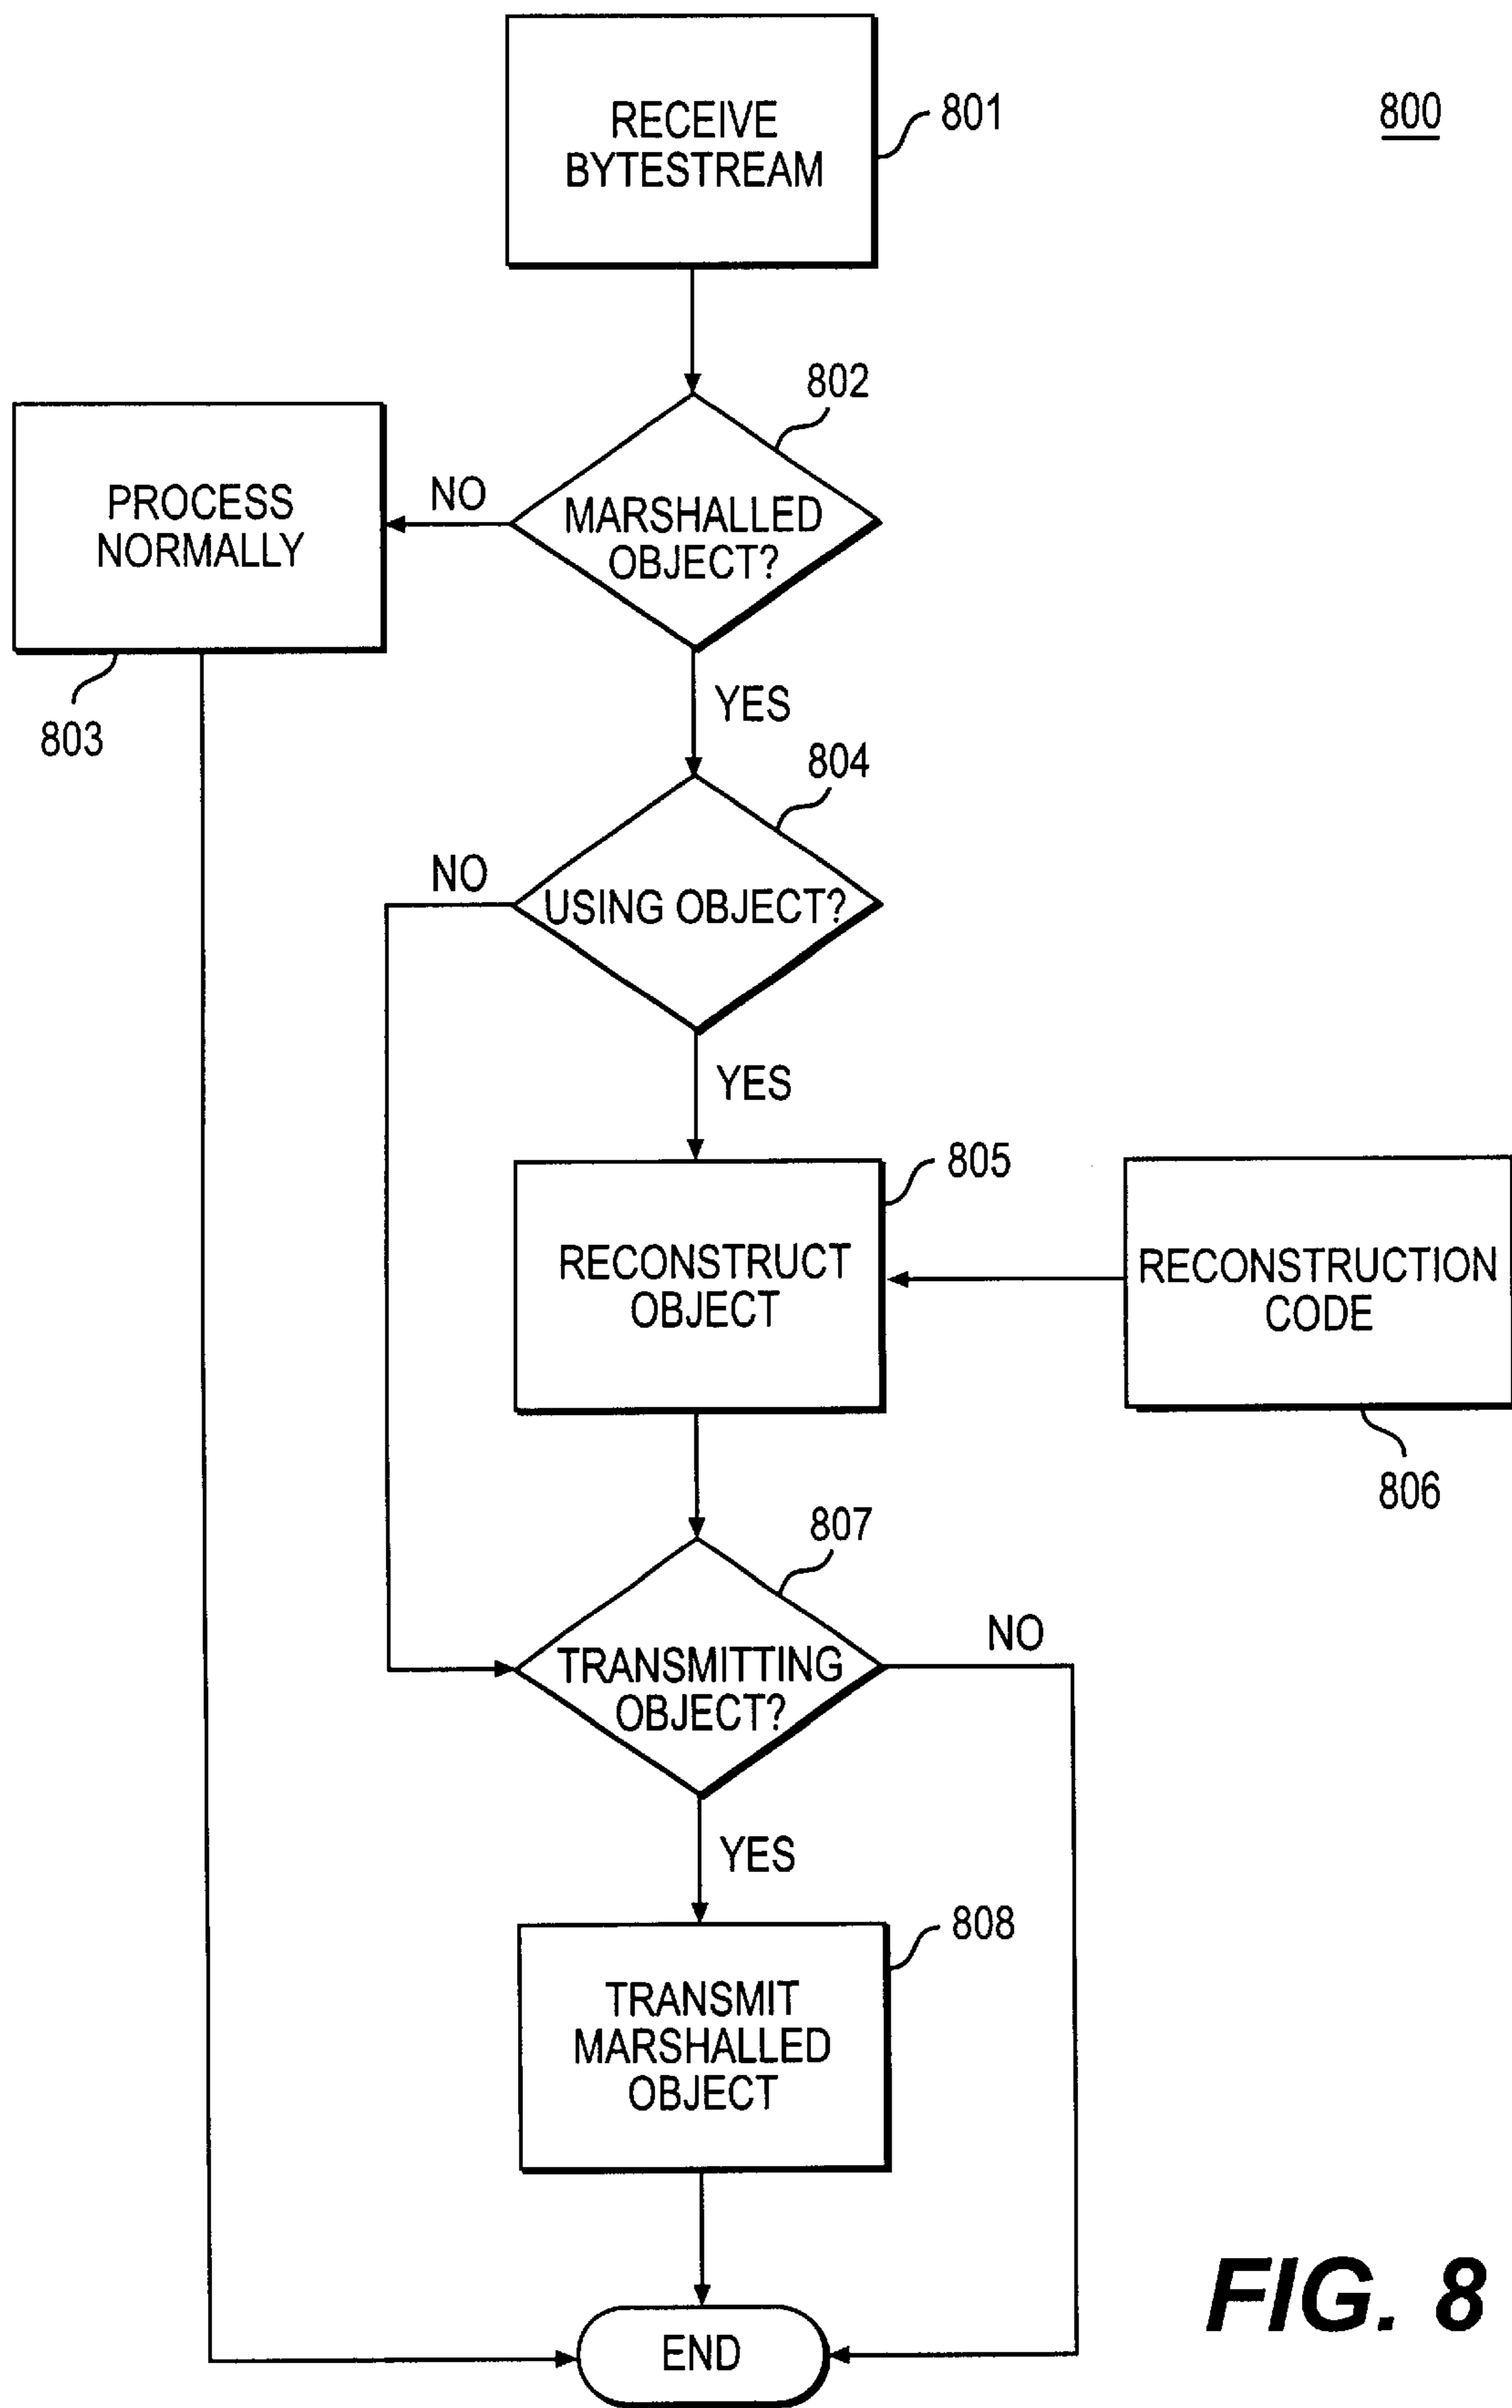 800
RECEIVE
BYTESTREAM
801
802
MARSHALLED
OBJECT?
NO
PROCESS
NORMALLY
803
YES
804
USING OBJECT?
NO
YES
805
RECONSTRUCT
OBJECT
RECONSTRUCTION
CODE
806
807
TRANSMITTING
OBJECT?
NO
YES
808
TRANSMIT
MARSHALLED
OBJECT
END
FIG. 8